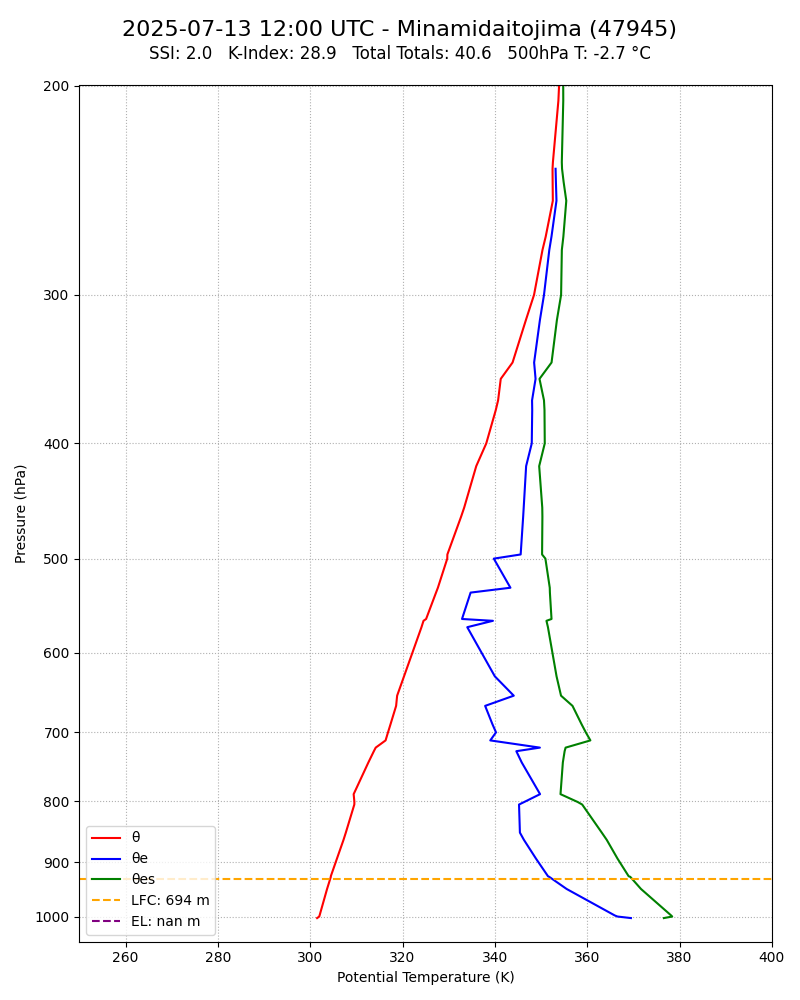 2025-07-13 12:00 UTC - Minamidaitojima (47945)
SSI: 2.0   K-Index: 28.9   Total Totals: 40.6   500hPa T: -2.7 °C
200
300
400
500
600
700
800
900
1000
Pressure (hPa)
θ
θe
θes
LFC: 694 m
EL: nan m
260 280 300 320 340 360 380 400
Potential Temperature (K)